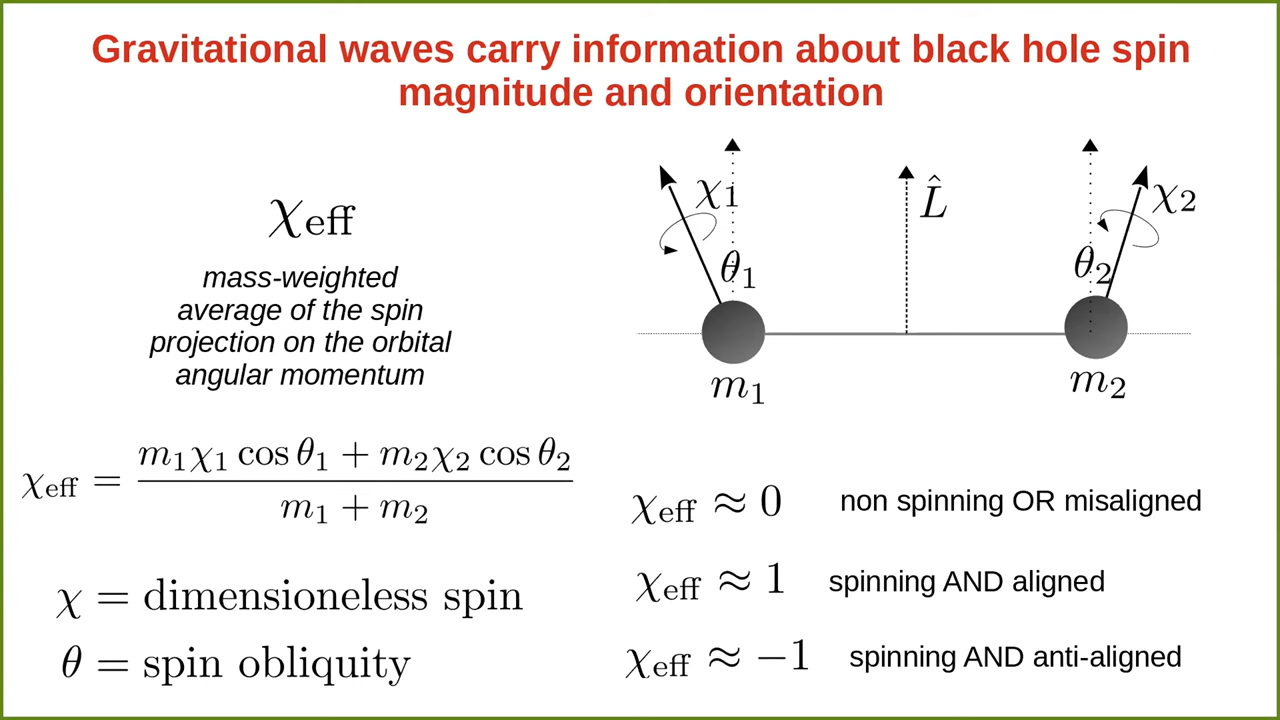 Gravitational waves carry information about black hole spin
magnitude and orientation
χeff
mass-weighted
average of the spin
projection on the orbital
angular momentum
χeff = (m1χ1 cos θ1 + m2χ2 cos θ2) / (m1 + m2)
χ = dimensioneless spin
θ = spin obliquity
χ1
θ1
m1
L̂
χ2
θ2
m2
χeff ≈ 0 non spinning OR misaligned
χeff ≈ 1 spinning AND aligned
χeff ≈ −1 spinning AND anti-aligned